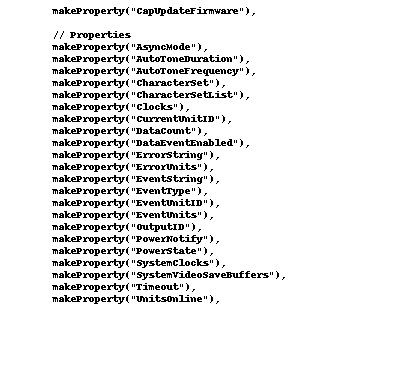 makeProperty("CapUpdateFirmware"),
// Properties
makeProperty("AsyncMode"),
makeProperty("AutoToneDuration"),
makeProperty("AutoToneFrequency"),
makeProperty("CharacterSet"),
makeProperty("CharacterSetList"),
makeProperty("Clocks"),
makeProperty("CurrentUnitID"),
makeProperty("DataCount"),
makeProperty("DataEventEnabled"),
makeProperty("ErrorString"),
makeProperty("ErrorUnits"),
makeProperty("EventString"),
makeProperty("EventType"),
makeProperty("EventUnitID"),
makeProperty("EventUnits"),
makeProperty("OutputID"),
makeProperty("PowerNotify"),
makeProperty("PowerState"),
makeProperty("SystemClocks"),
makeProperty("SystemVideoSaveBuffers"),
makeProperty("Timeout"),
makeProperty("UnitsOnline"),